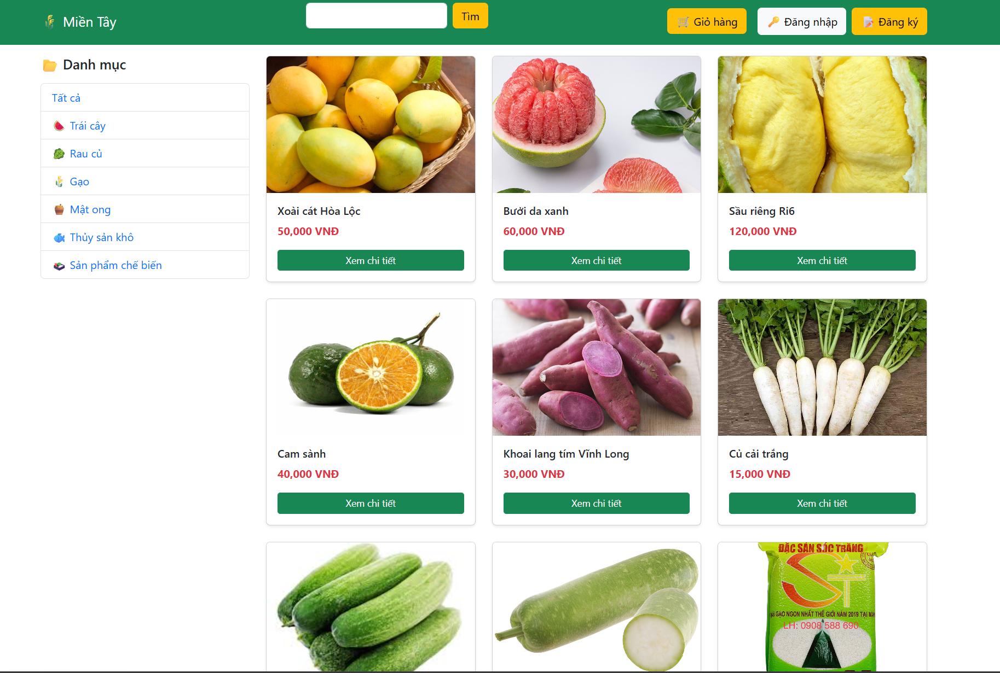 Miền Tây
Tìm
Giỏ hàng
Đăng nhập
Đăng ký
Danh mục
Tất cả
Trái cây
Rau củ
Gạo
Mật ong
Thủy sản khô
Sản phẩm chế biến
Xoài cát Hòa Lộc
50,000 VNĐ
Xem chi tiết
Bưởi da xanh
60,000 VNĐ
Xem chi tiết
Sầu riêng Ri6
120,000 VNĐ
Xem chi tiết
Cam sành
40,000 VNĐ
Xem chi tiết
Khoai lang tím Vĩnh Long
30,000 VNĐ
Xem chi tiết
Củ cải trắng
15,000 VNĐ
Xem chi tiết
ĐẶC SẢN SÓC TRĂNG
ST
GẠO NGON NHẤT THẾ GIỚI NĂM 2019 TẠI
LH: 0908 588 690